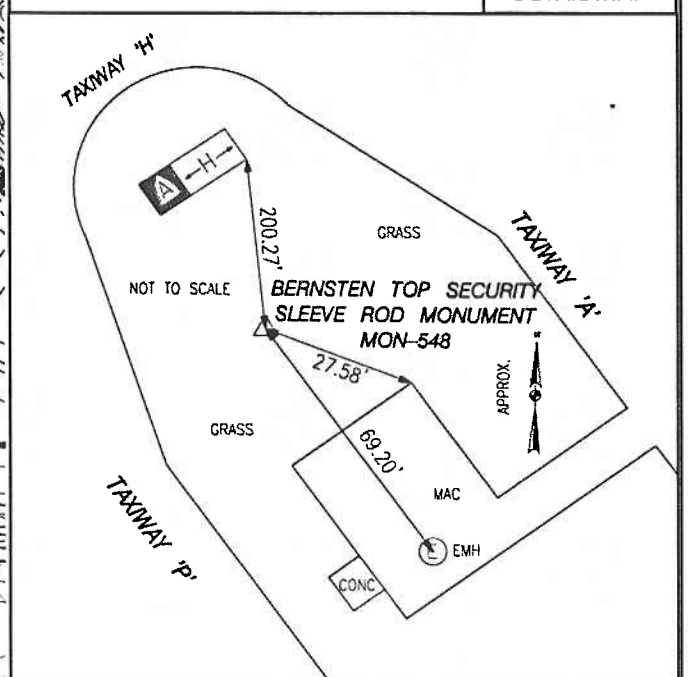 TAXIWAY 'H'
A
H
200.27'
GRASS
TAXIWAY 'A'
NOT TO SCALE
BERNSTEN TOP SECURITY
SLEEVE ROD MONUMENT
MON-548
27.58'
APPROX.
GRASS
69.20'
MAC
TAXIWAY 'P'
E
EMH
CONC